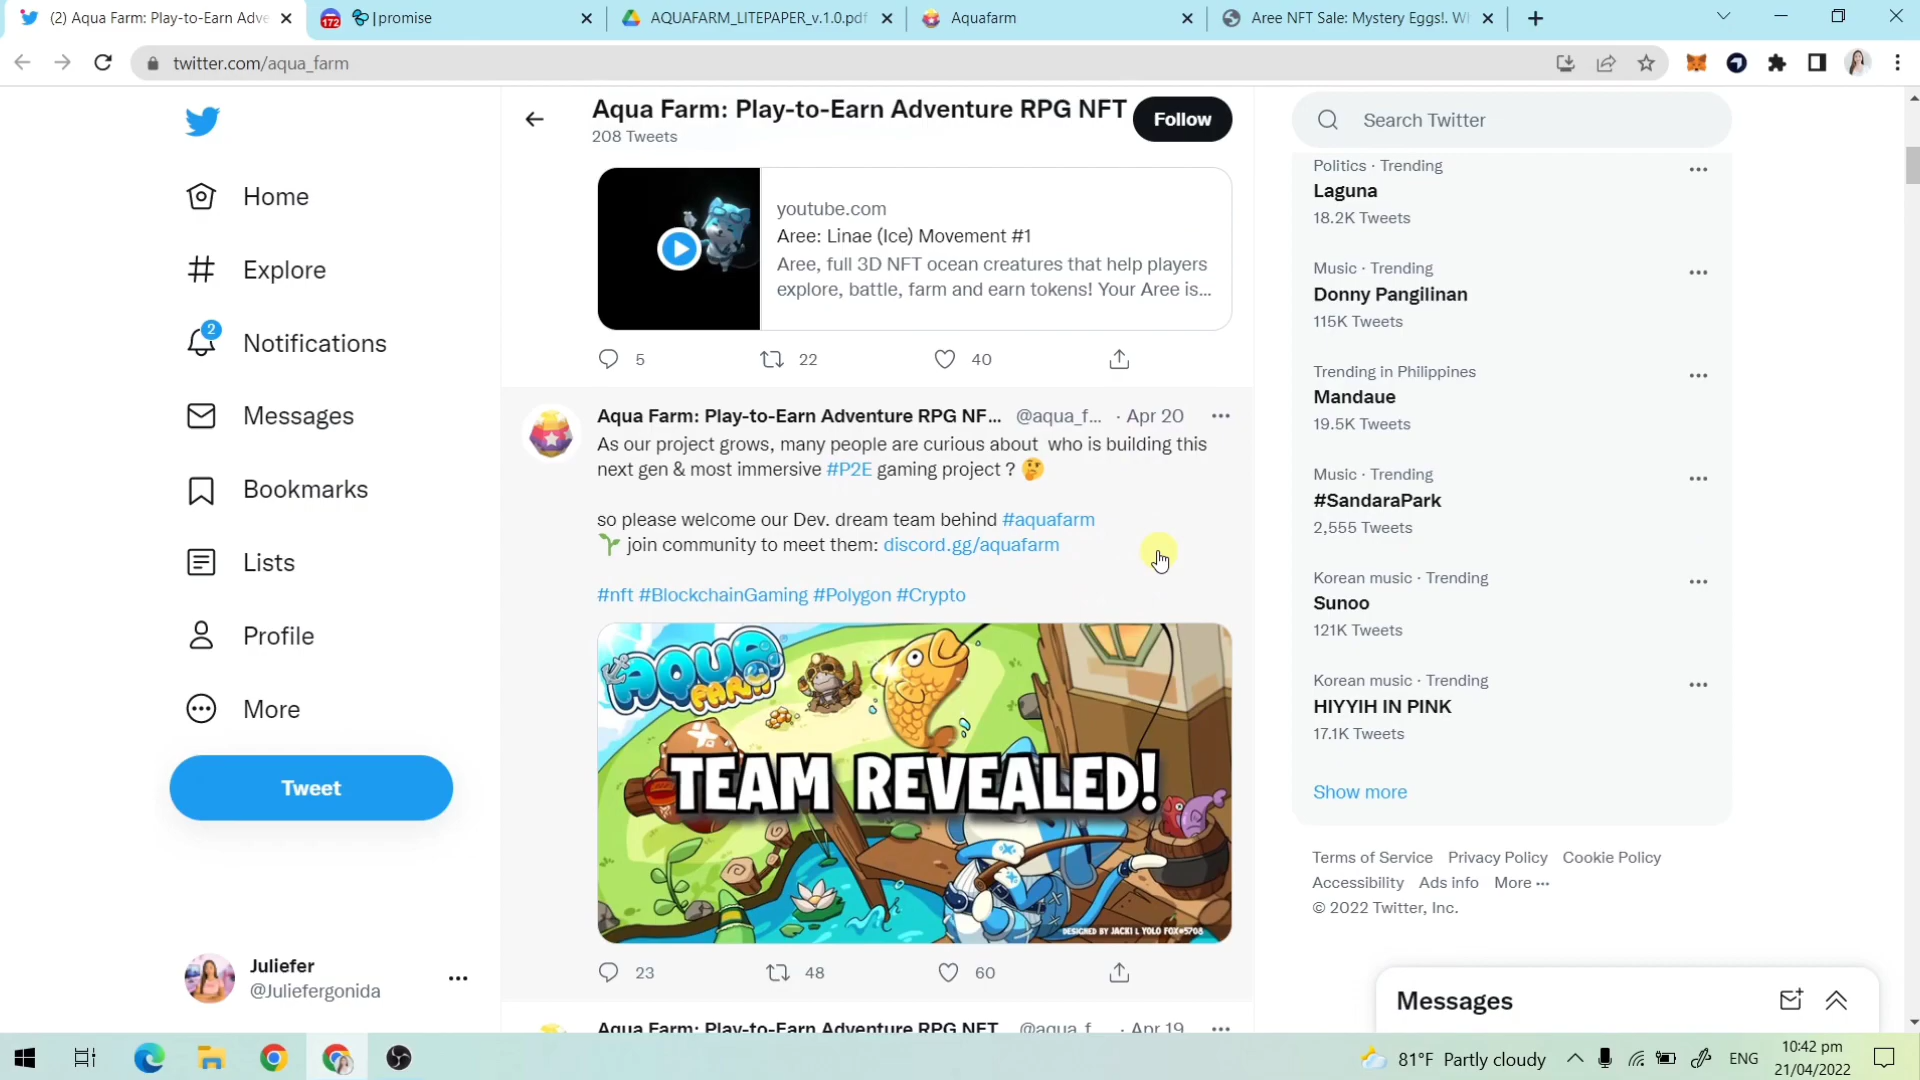 (2) Aqua Farm: Play-to-Earn Adve
172
|promise
AQUAFARM_LITEPAPER_v.1.0.pdf
Aquafarm
Aree NFT Sale: Mystery Eggs!. W
twitter.com/aqua_farm
Home
Explore
2
Notifications
Messages
Bookmarks
Lists
Profile
More
Tweet
Juliefer
@Juliefergonida
Aqua Farm: Play-to-Earn Adventure RPG NFT
208 Tweets
Follow
youtube.com
Aree: Linae (Ice) Movement #1
Aree, full 3D NFT ocean creatures that help players
explore, battle, farm and earn tokens! Your Aree is...
5 22 40
Aqua Farm: Play-to-Earn Adventure RPG NF... @aqua_f... · Apr 20
As our project grows, many people are curious about who is building this
next gen & most immersive #P2E gaming project ?
so please welcome our Dev. dream team behind #aquafarm
join community to meet them: discord.gg/aquafarm
#nft #BlockchainGaming #Polygon #Crypto
AQUA
FARM
TEAM REVEALED!
DESIGNED BY JACKI L YOLO FOX#5708
23 48 60
Aqua Farm: Play-to-Earn Adventure RPG NFT @aqua_f · Apr 19
Search Twitter
Politics · Trending
Laguna
18.2K Tweets
Music · Trending
Donny Pangilinan
115K Tweets
Trending in Philippines
Mandaue
19.5K Tweets
Music · Trending
#SandaraPark
2,555 Tweets
Korean music · Trending
Sunoo
121K Tweets
Korean music · Trending
HIYYIH IN PINK
17.1K Tweets
Show more
Terms of Service Privacy Policy Cookie Policy
Accessibility Ads info More ···
© 2022 Twitter, Inc.
Messages
81°F Partly cloudy
ENG
10:42 pm
21/04/2022